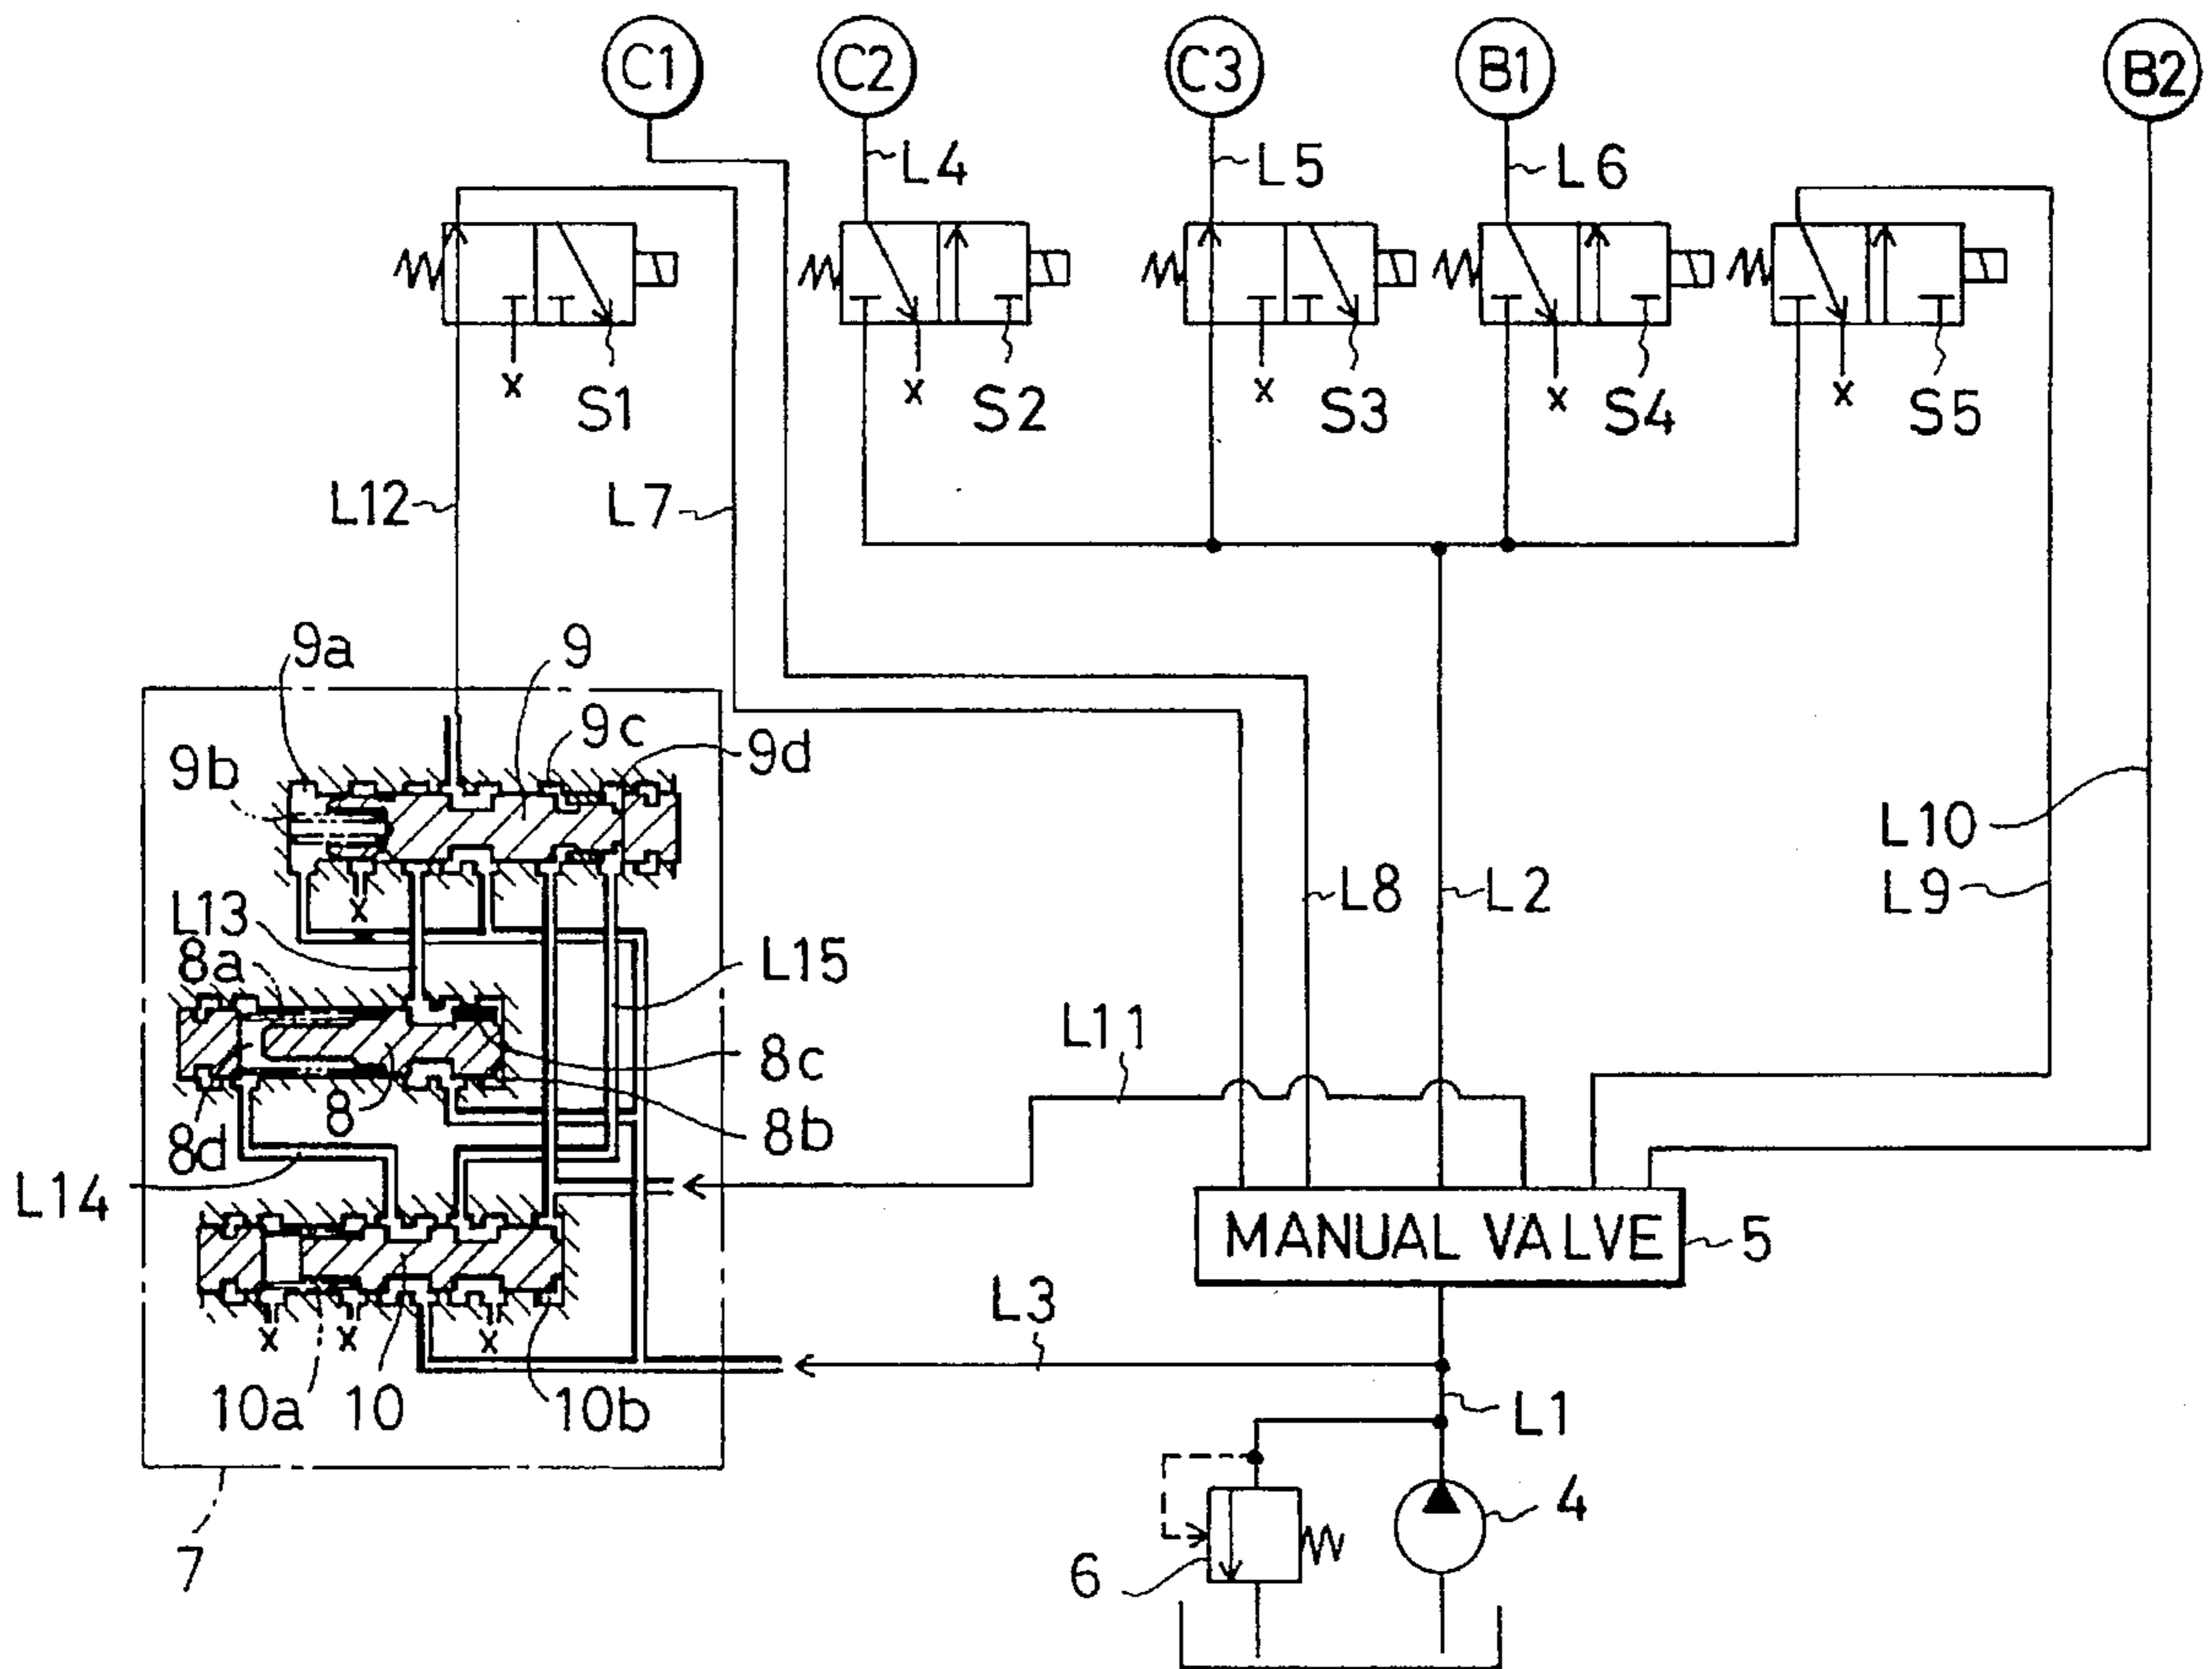 C1 C2 C3 B1 B2
L4 L5 L6
x x x x x
S1 S2 S3 S4 S5
L12 L7
9a 9 9c 9d
9b
L10
L8 L2 L9
x
L13
8a L15
L11
8c
8 8b
8d
L14
MANUAL VALVE 5
L3
x x x
10a 10 10b
L1
4
7 6